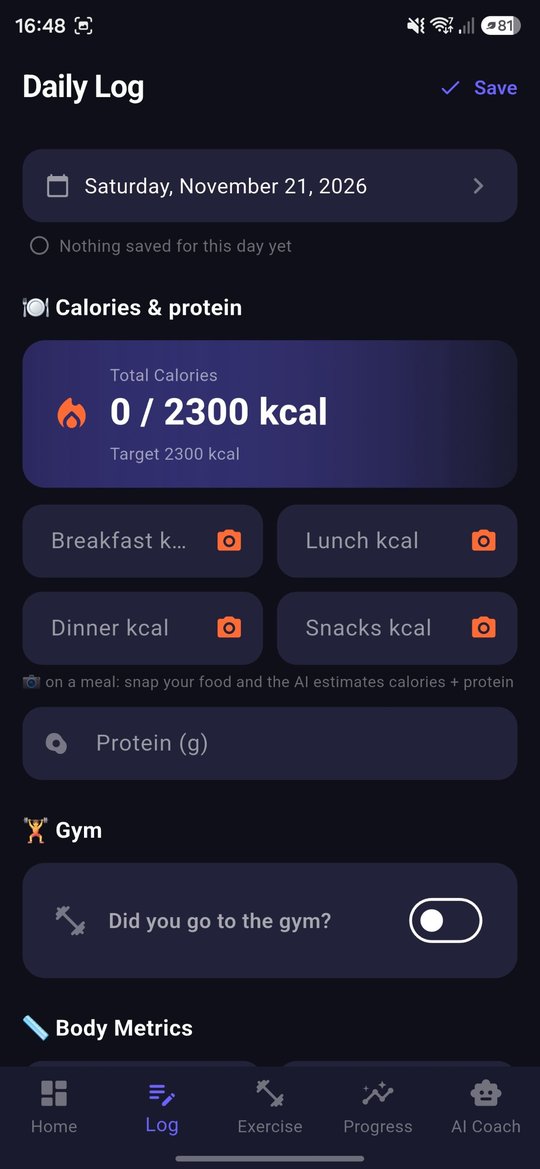 16:48
81
Daily Log
Save
Saturday, November 21, 2026
Nothing saved for this day yet
🍽️ Calories & protein
Total Calories
0 / 2300 kcal
Target 2300 kcal
Breakfast k...
Lunch kcal
Dinner kcal
Snacks kcal
📷 on a meal: snap your food and the AI estimates calories + protein
Protein (g)
🏋️ Gym
Did you go to the gym?
📏 Body Metrics
Home
Log
Exercise
Progress
AI Coach